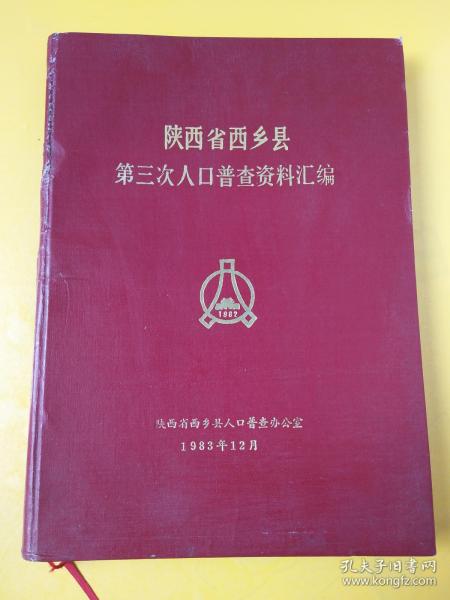 陕西省西乡县
第三次人口普查资料汇编
1982
陕西省西乡县人口普查办公室
1983年12月
孔夫子旧书网
www.kongfz.com